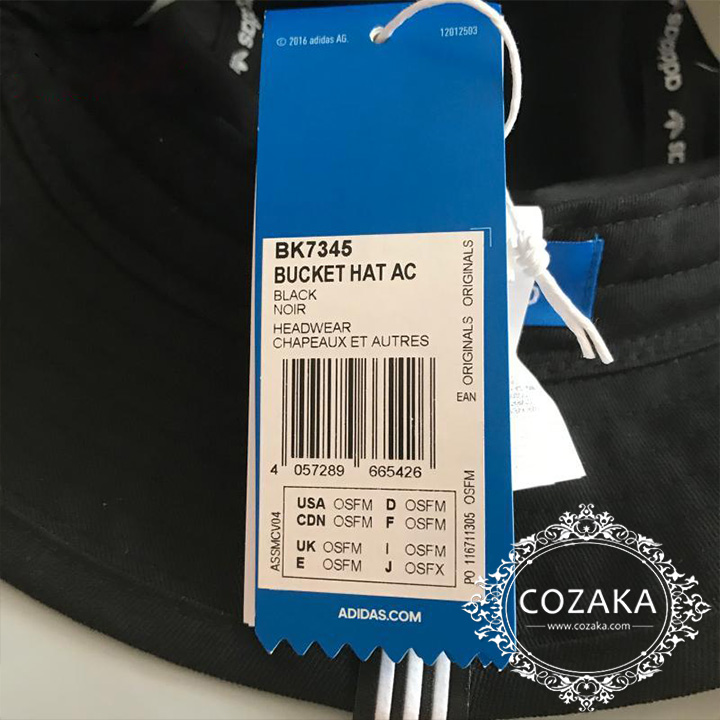 © 2016 adidas AG.
12012503
adidas
BK7345
BUCKET HAT AC
BLACK
NOIR
HEADWEAR
CHAPEAUX ET AUTRES
ORIGINALS ORIGINALS
EAN
4 057289 665426
ASSMCV04
USA OSFM D OSFM
CDN OSFM F OSFM
UK OSFM I OSFM
E OSFM J OSFX
PO 116711305 OSFM
ADIDAS.COM
COZAKA
www.cozaka.com